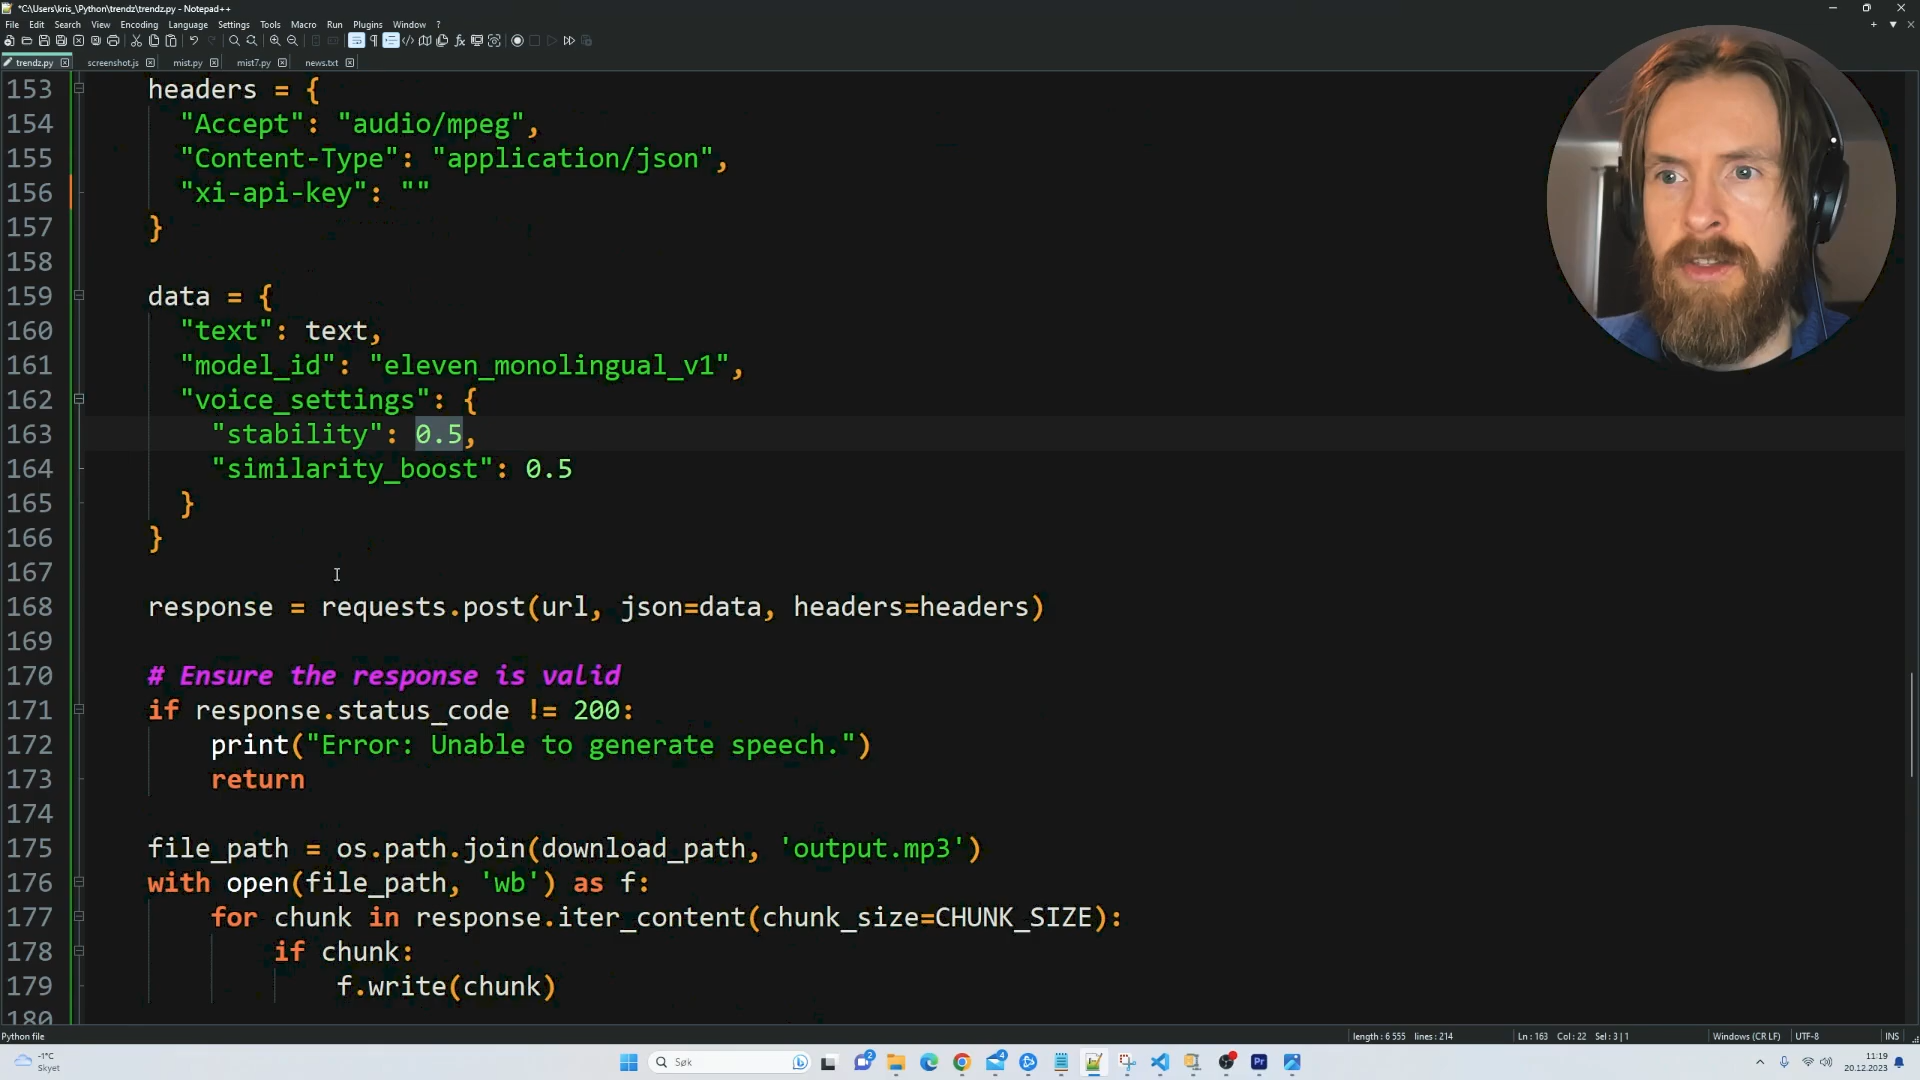 *C:\Users\kris_\Python\trendz\trendz.py - Notepad++
File Edit Search View Encoding Language Settings Tools Macro Run Plugins Window ?
trendz.py screenshot.js mist.py mist7.py news.txt
153 headers = {
154 "Accept": "audio/mpeg",
155 "Content-Type": "application/json",
156 "xi-api-key": ""
157 }
158
159 data = {
160 "text": text,
161 "model_id": "eleven_monolingual_v1",
162 "voice_settings": {
163 "stability": 0.5,
164 "similarity_boost": 0.5
165 }
166 }
167
168 response = requests.post(url, json=data, headers=headers)
169
170 # Ensure the response is valid
171 if response.status_code != 200:
172 print("Error: Unable to generate speech.")
173 return
174
175 file_path = os.path.join(download_path, 'output.mp3')
176 with open(file_path, 'wb') as f:
177 for chunk in response.iter_content(chunk_size=CHUNK_SIZE):
178 if chunk:
179 f.write(chunk)
180
Python file length : 6 555 lines : 214 Ln : 163 Col : 22 Sel : 3 | 1 Windows (CR LF) UTF-8 INS
-1°C
Skyet
Søk
2
4
Pr
11:19
20.12.2023